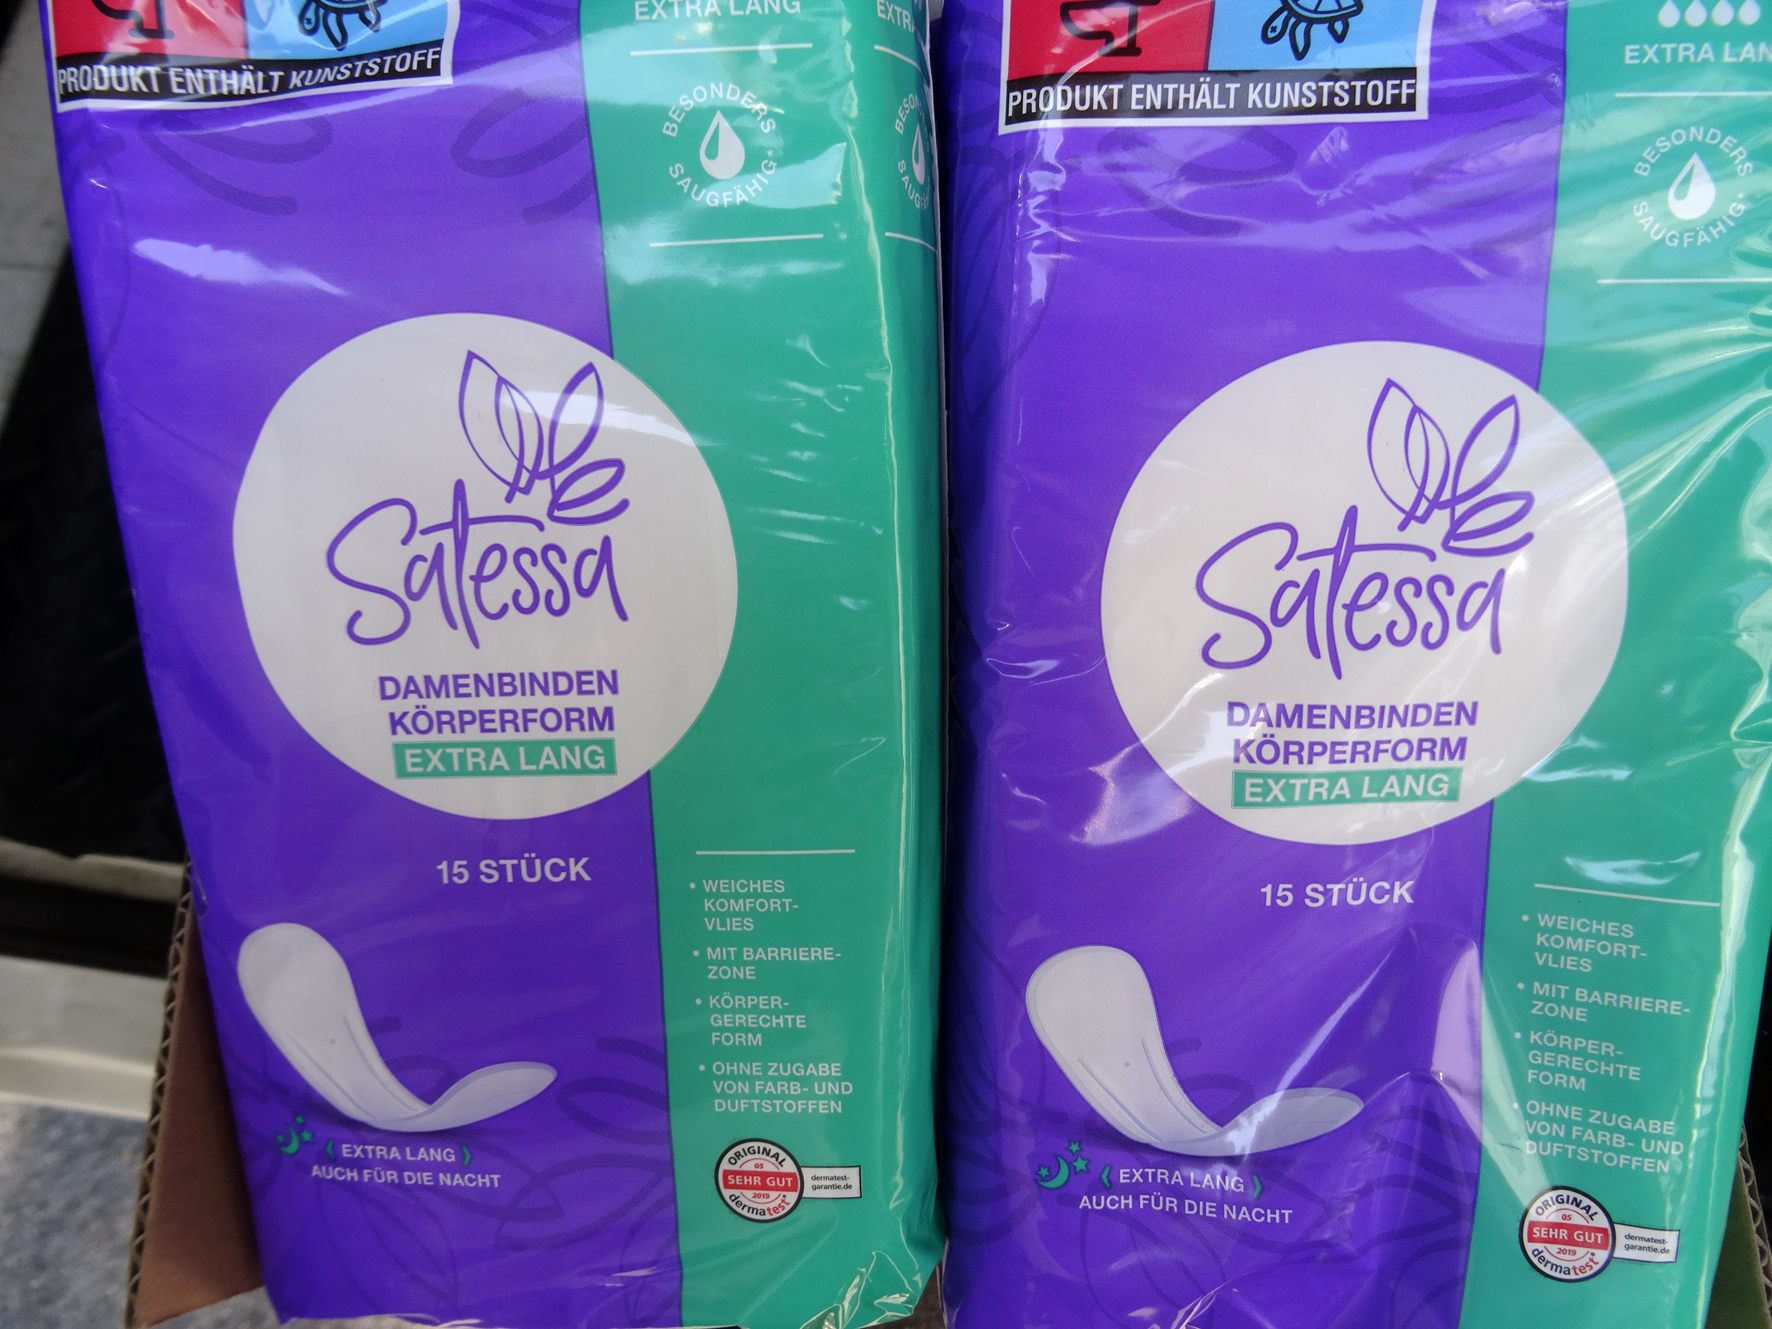 PRODUKT ENTHÄLT KUNSTSTOFF
EXTRA LANG
BESONDERS
SAUGFÄHIG*
Satessa
DAMENBINDEN
KÖRPERFORM
EXTRA LANG
15 STÜCK
• WEICHES
KOMFORT-
VLIES
• MIT BARRIERE-
ZONE
• KÖRPER-
GERECHTE
FORM
• OHNE ZUGABE
VON FARB- UND
DUFTSTOFFEN
EXTRA LANG
AUCH FÜR DIE NACHT
ORIGINAL
05
SEHR GUT
2019
dermatest
dermatest-
garantie.de
EXTRA
SAUG
PRODUKT ENTHÄLT KUNSTSTOFF
EXTRA LAN
BESONDERS
SAUGFÄHIG*
Satessa
DAMENBINDEN
KÖRPERFORM
EXTRA LANG
15 STÜCK
• WEICHES
KOMFORT-
VLIES
• MIT BARRIERE-
ZONE
• KÖRPER-
GERECHTE
FORM
• OHNE ZUGABE
VON FARB- UND
DUFTSTOFFEN
EXTRA LANG
AUCH FÜR DIE NACHT
ORIGINAL
05
SEHR GUT
2019
dermatest
dermatest-
garantie.de